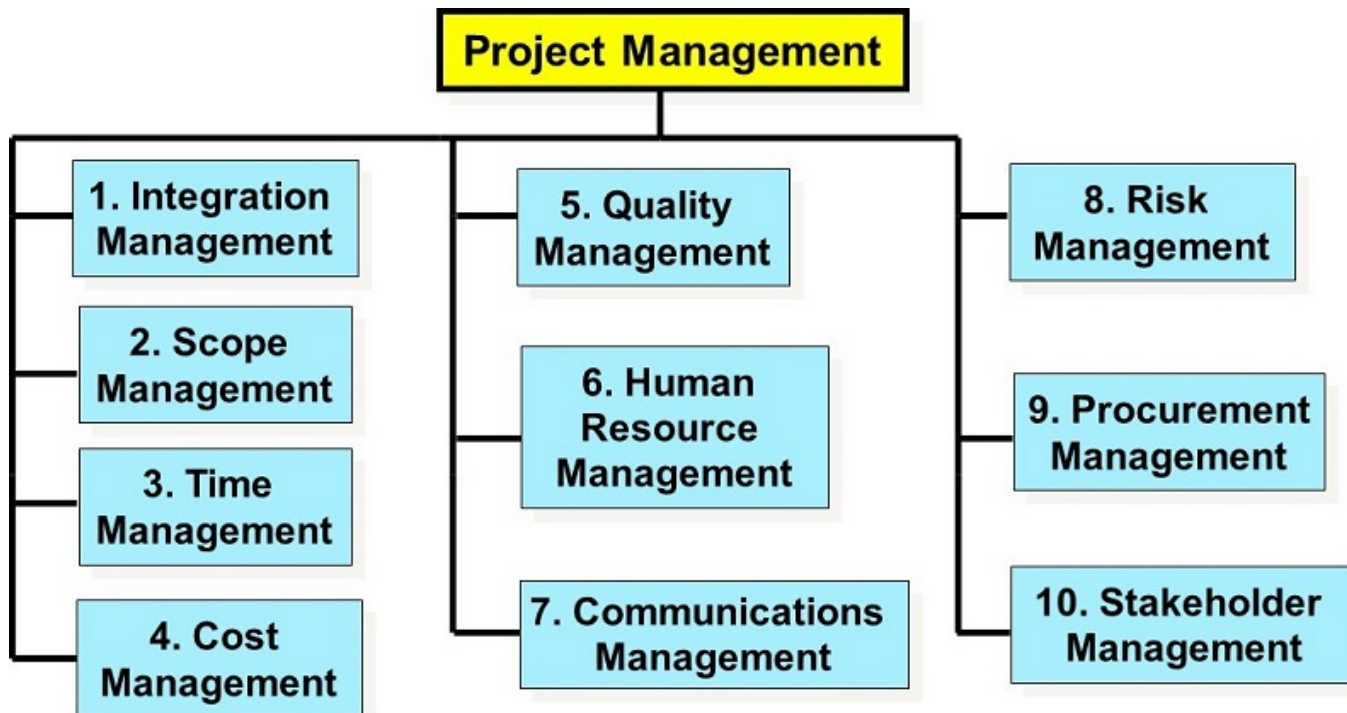 Project Management
1. Integration
Management
2. Scope
Management
3. Time
Management
4. Cost
Management
5. Quality
Management
6. Human
Resource
Management
7. Communications
Management
8. Risk
Management
9. Procurement
Management
10. Stakeholder
Management